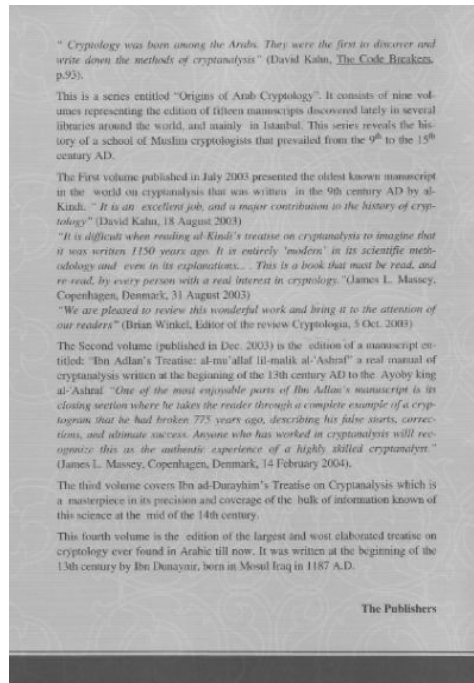 “ Cryptology was born among the Arabs. They were the first to discover and
write down the methods of cryptanalysis” (David Kahn, The Code Breakers,
p.93).
This is a series entitled “Origins of Arab Cryptology”. It consists of nine vol-
umes representing the edition of fifteen manuscripts discovered lately in several
libraries around the world, and mainly in Istanbul. This series reveals the his-
tory of a school of Muslim cryptologists that prevailed from the 9th to the 15th
century AD.
The First volume published in July 2003 presented the oldest known manuscript
in the world on cryptanalysis that was written in the 9th century AD by al-
Kindi. “ It is an excellent job, and a major contribution to the history of cryp-
tology” (David Kahn, 18 August 2003)
“It is difficult when reading al-Kindi's treatise on cryptanalysis to imagine that
it was written 1150 years ago. It is entirely ‘modern’ in its scientific meth-
odology and even in its explanations... . This is a book that must be read, and
re-read, by every person with a real interest in cryptology.”(James L. Massey,
Copenhagen, Denmark, 31 August 2003)
“We are pleased to review this wonderful work and bring it to the attention of
our readers” (Brian Winkel, Editor of the review Cryptologia, 5 Oct. 2003)
The Second volume (published in Dec. 2003) is the edition of a manuscript en-
titled: “Ibn Adlan's Treatise: al-mu'allaf lil-malik al-'Ashraf” a real manual of
cryptanalysis written at the beginning of the 13th century AD to the Ayoby king
al-'Ashraf “One of the most enjoyable parts of Ibn Adlan's manuscript is its
closing section where he takes the reader through a complete example of a cryp-
togram that he had broken 775 years ago, describing his false starts, correc-
tions, and ultimate success. Anyone who has worked in cryptanalysis will rec-
ognize this as the authentic experience of a highly skilled cryptanalyst.”
(James L. Massey, Copenhagen, Denmark, 14 February 2004).
The third volume covers Ibn ad-Durayhim's Treatise on Cryptanalysis which is
a masterpiece in its precision and coverage of the bulk of information known of
this science at the mid of the 14th century.
This fourth volume is the edition of the largest and most elaborated treatise on
cryptology ever found in Arabic till now. It was written at the beginning of the
13th century by Ibn Dunaynir, born in Mosul Iraq in 1187 A.D.
The Publishers